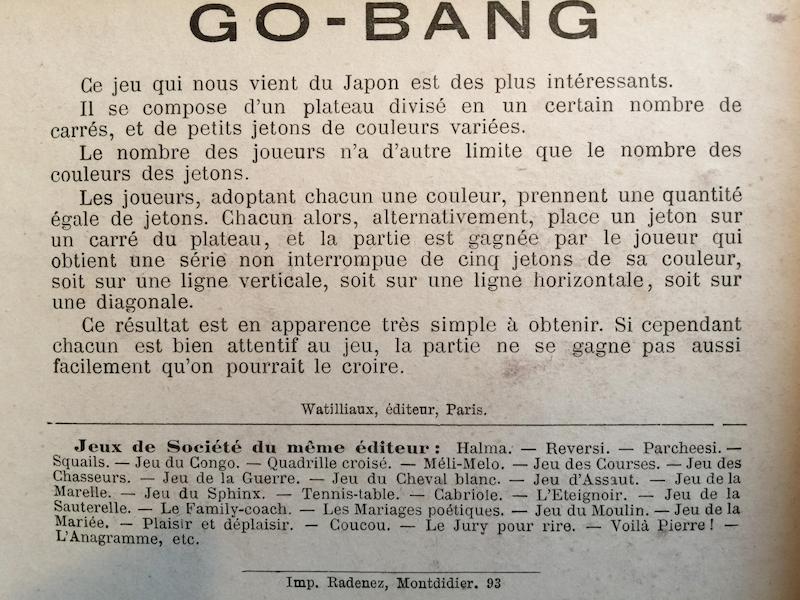 GO-BANG
Ce jeu qui nous vient du Japon est des plus intéressants.
Il se compose d'un plateau divisé en un certain nombre de
carrés, et de petits jetons de couleurs variées.
Le nombre des joueurs n'a d'autre limite que le nombre des
couleurs des jetons.
Les joueurs, adoptant chacun une couleur, prennent une quantité
égale de jetons. Chacun alors, alternativement, place un jeton sur
un carré du plateau, et la partie est gagnée par le joueur qui
obtient une série non interrompue de cinq jetons de sa couleur,
soit sur une ligne verticale, soit sur une ligne horizontale, soit sur
une diagonale.
Ce résultat est en apparence très simple à obtenir. Si cependant
chacun est bien attentif au jeu, la partie ne se gagne pas aussi
facilement qu'on pourrait le croire.
Watilliaux, éditeur, Paris.
Jeux de Société du même éditeur : Halma. — Reversi. — Parcheesi. —
Squails. — Jeu du Congo. — Quadrille croisé. — Méli-Melo. — Jeu des Courses. — Jeu des
Chasseurs. — Jeu de la Guerre. — Jeu du Cheval blanc. — Jeu d'Assaut. — Jeu de la
Marelle. — Jeu du Sphinx. — Tennis-table. — Cabriole. — L'Eteignoir. — Jeu de la
Sauterelle. — Le Family-coach. — Les Mariages poétiques. — Jeu du Moulin. — Jeu de la
Mariée. — Plaisir et déplaisir. — Coucou. — Le Jury pour rire. — Voilà Pierre ! —
L'Anagramme, etc.
Imp. Radenez, Montdidier. 93